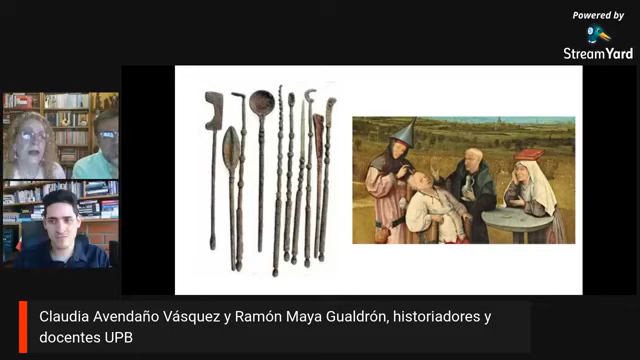 Powered by
StreamYard
Claudia Avendaño Vásquez y Ramón Maya Gualdrón, historiadores y
docentes UPB